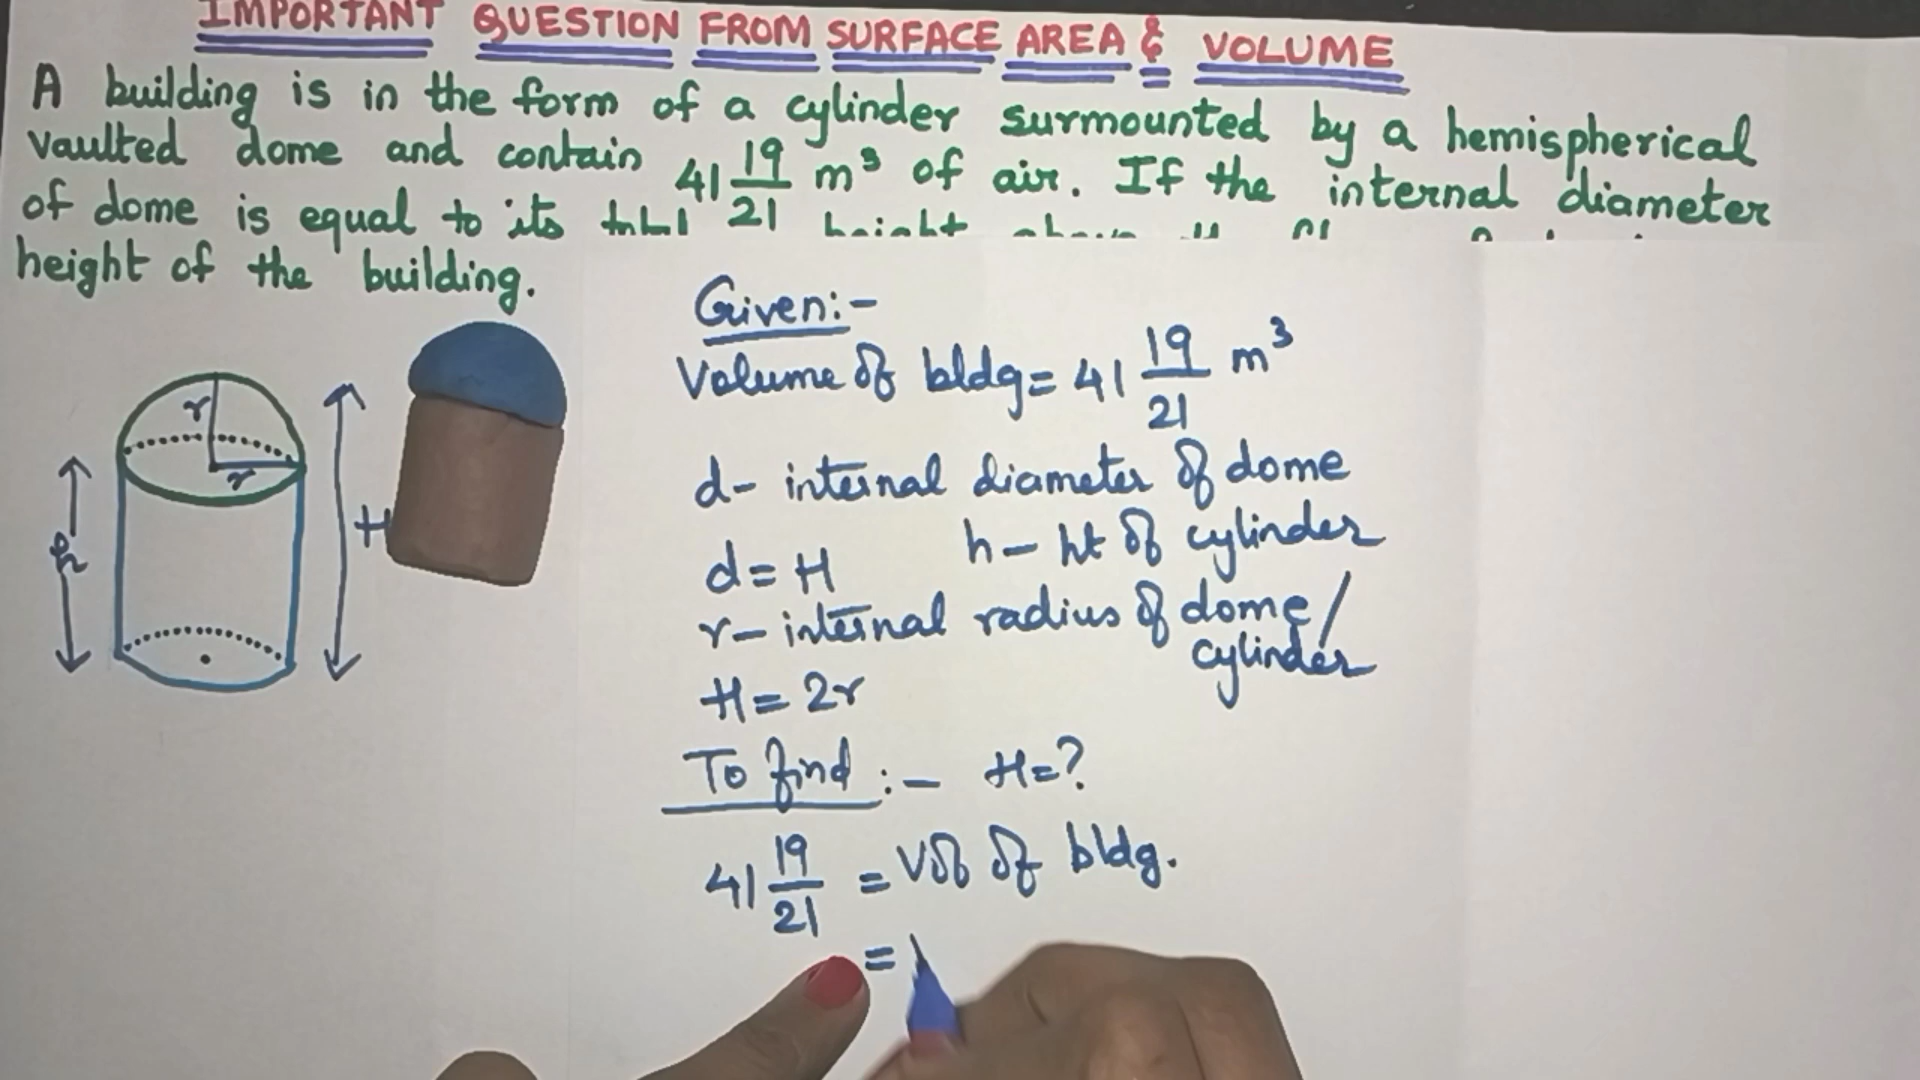 IMPORTANT QUESTION FROM SURFACE AREA & VOLUME
A building is in the form of a cylinder surmounted by a hemispherical
vaulted dome and contain 41 19/21 m³ of air. If the internal diameter
of dome is equal to its
height of the building.
Given:-
Volume of bldg = 41 19/21 m³
d - internal diameter of dome
h - ht of cylinder
d = H
r - internal radius of dome/
cylinder
H = 2r
To find :- H = ?
41 19/21 = Vol of bldg.
=
r
r
h
H